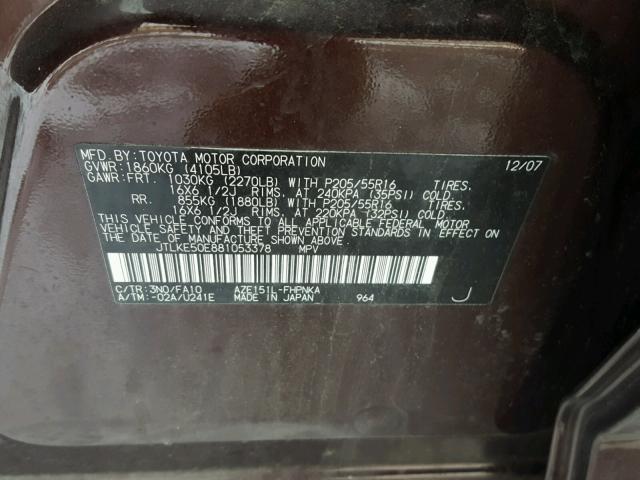 MFD.BY:TOYOTA MOTOR CORPORATION 12/07
GVWR:1860KG (4105LB)
GAWR:FRT. 1030KG (2270LB) WITH P205/55R16 TIRES.
16X6 1/2J RIMS. AT 240KPA (35PSI) COLD.
RR. 855KG (1880LB) WITH P205/55R16 TIRES.
16X6 1/2J RIMS. AT 220KPA (32PSI) COLD.
THIS VEHICLE CONFORMS TO ALL APPLICABLE FEDERAL MOTOR
VEHICLE SAFETY AND THEFT PREVENTION STANDARDS IN EFFECT ON
THE DATE OF MANUFACTURE SHOWN ABOVE.
JTLKE50E881053378 MPV
C/TR:3N0/FA10 AZE151L-FHPNKA
A/TM:-02A/U241E MADE IN JAPAN 964 J